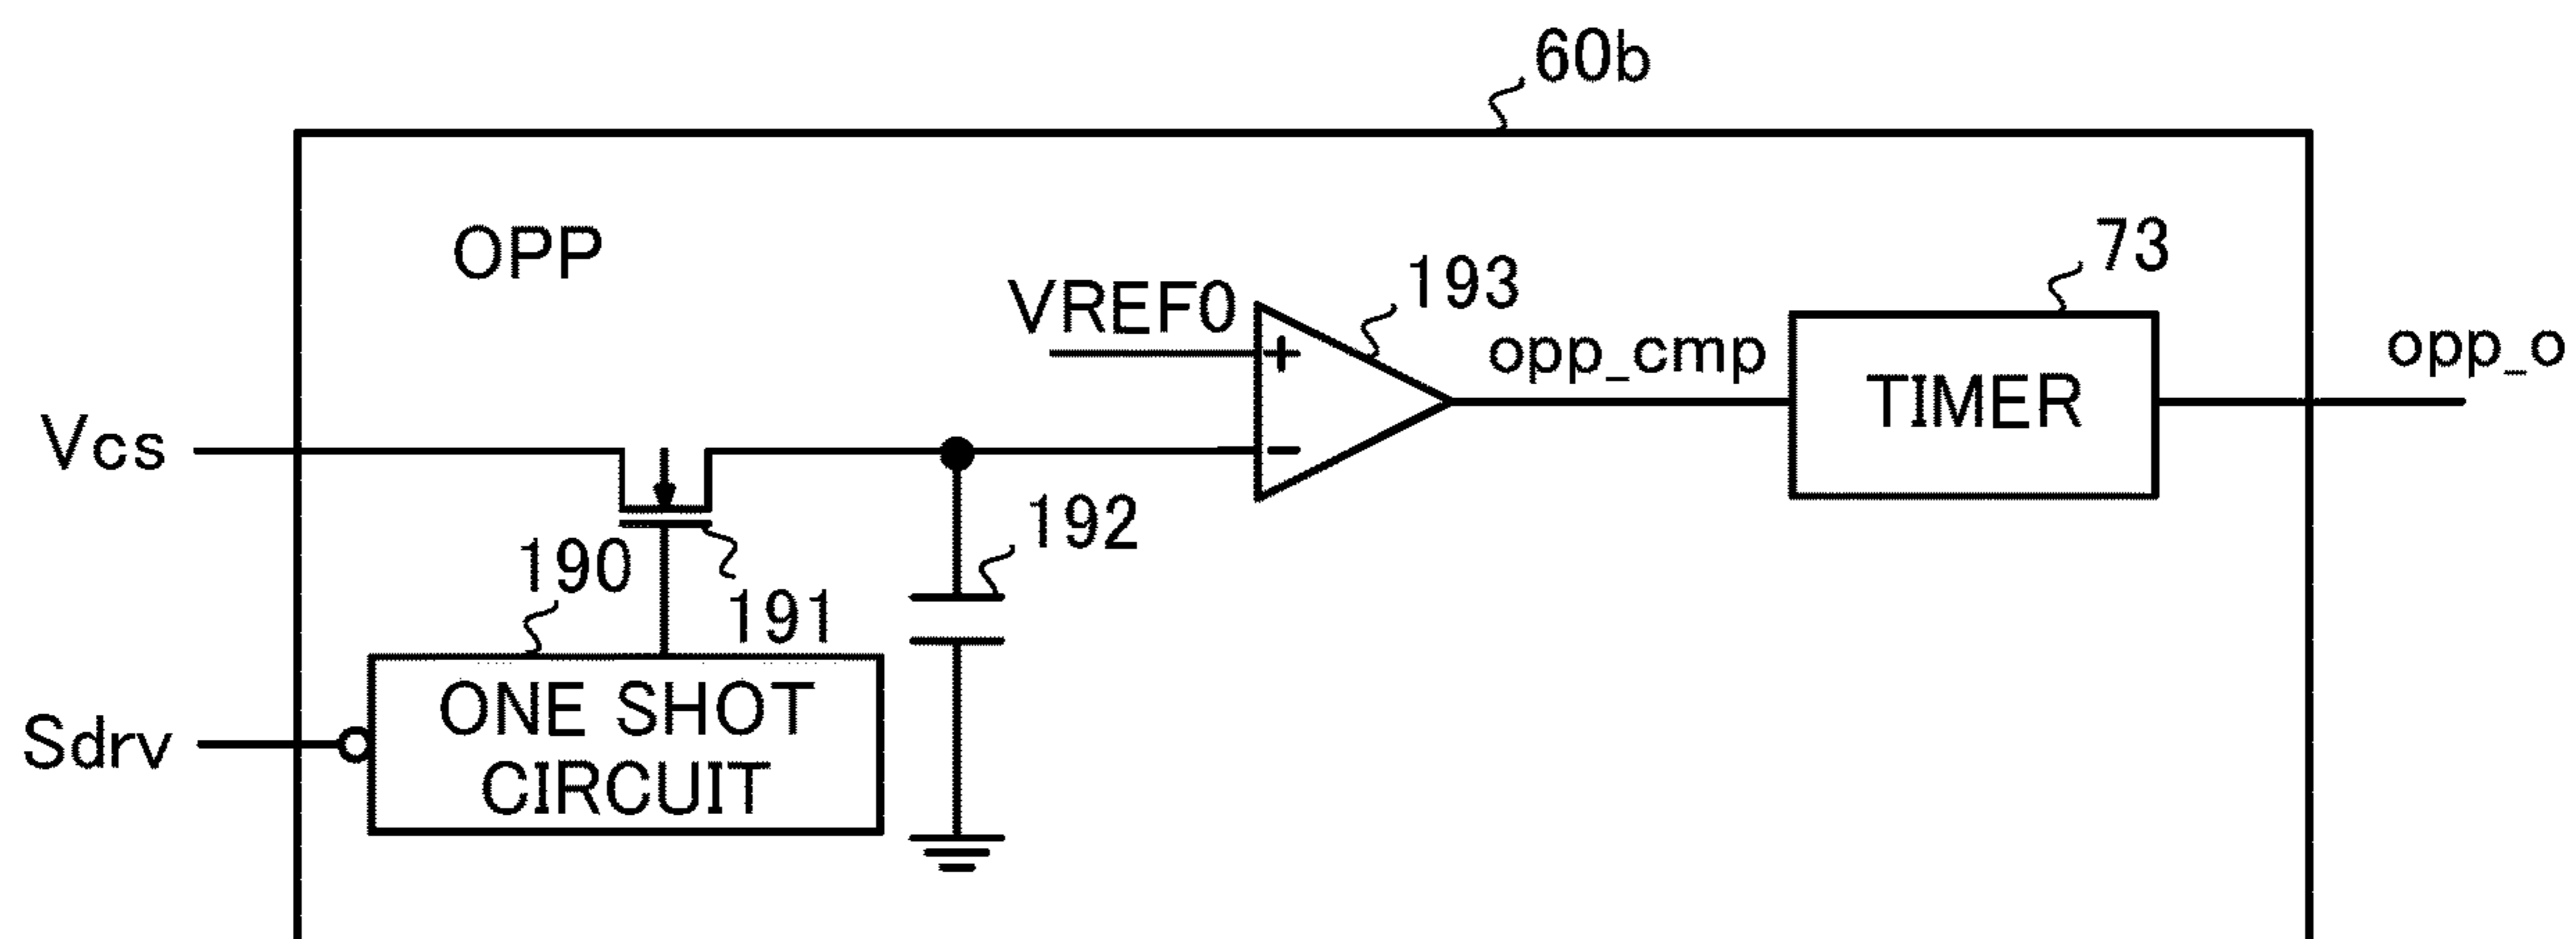 60b
OPP
73
193
VREF0
+
opp_cmp
opp_o
TIMER
Vcs
−
192
190
191
ONE SHOT
CIRCUIT
Sdrv